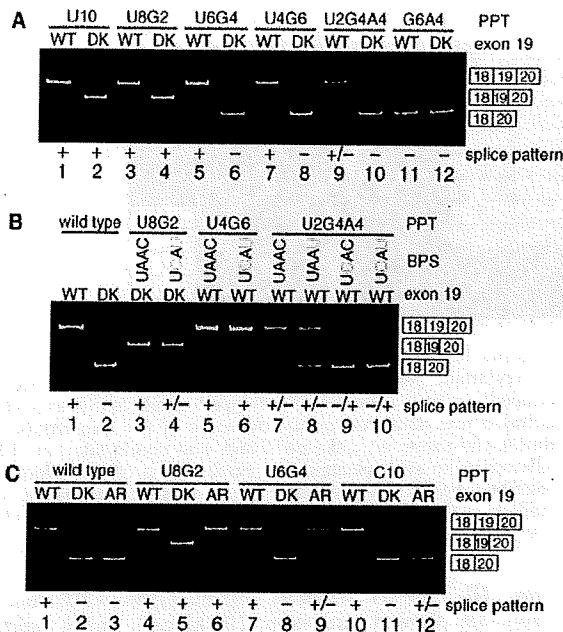 A
U10 U8G2 U6G4 U4G6 U2G4A4 G6A4 PPT
WT DK WT DK WT DK WT DK WT DK WT DK exon 19
18 19 20
18 19 20
18 20
+ + + + + − + − +/− − − − splice pattern
1 2 3 4 5 6 7 8 9 10 11 12
B
wild type U8G2 U4G6 U2G4A4 PPT
UAAC UCAU UAAC UCAU UAAC UAAU UCAC UCAU BPS
WT DK DK DK WT WT WT WT WT WT exon 19
18 19 20
18 19 20
18 20
+ − + +/− + + +/− +/− −/+ −/+ splice pattern
1 2 3 4 5 6 7 8 9 10
C
wild type U8G2 U6G4 C10 PPT
WT DK AR WT DK AR WT DK AR WT DK AR exon 19
18 19 20
18 19 20
18 20
+ − − + + + + − +/− + − +/− splice pattern
1 2 3 4 5 6 7 8 9 10 11 12